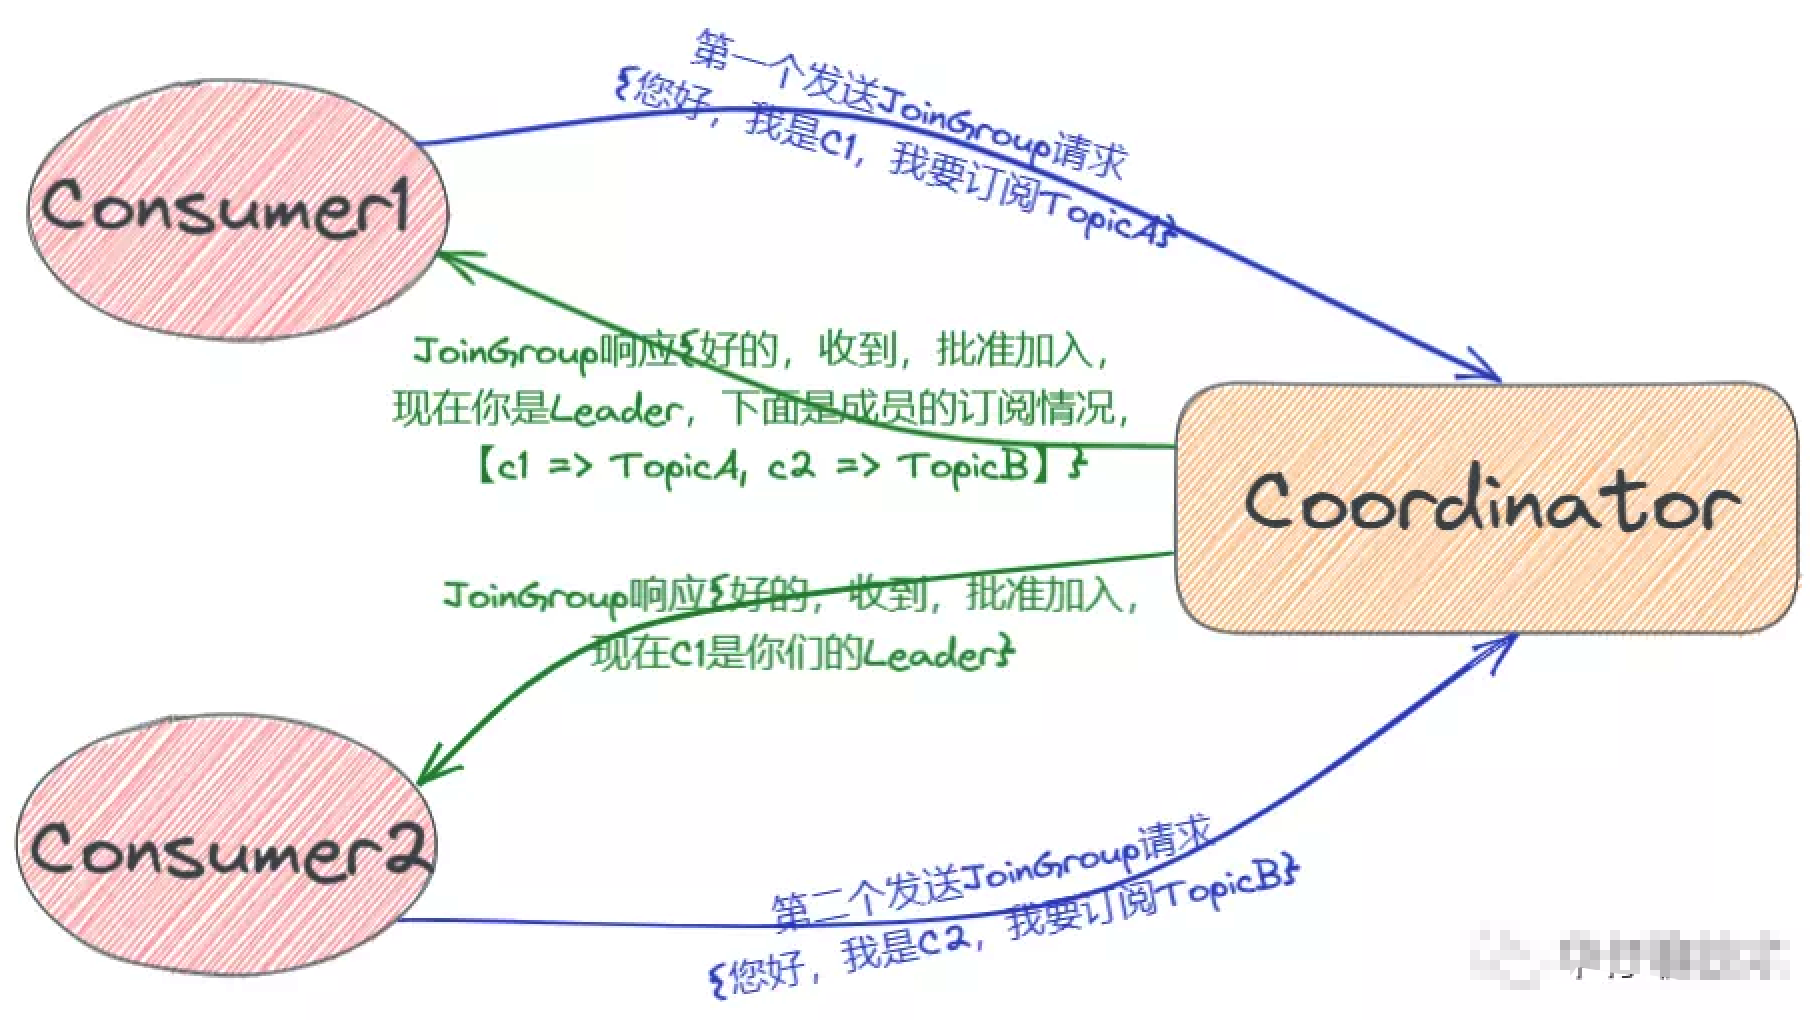 第一个发送JoinGroup请求
{您好，我是C1，我要订阅TopicA}
Consumer1
JoinGroup响应{好的，收到，批准加入，
现在你是Leader，下面是成员的订阅情况，
【c1 => TopicA, c2 => TopicB】}
Coordinator
JoinGroup响应{好的，收到，批准加入，
现在C1是你们的Leader}
Consumer2
第二个发送JoinGroup请求
{您好，我是C2，我要订阅TopicB}